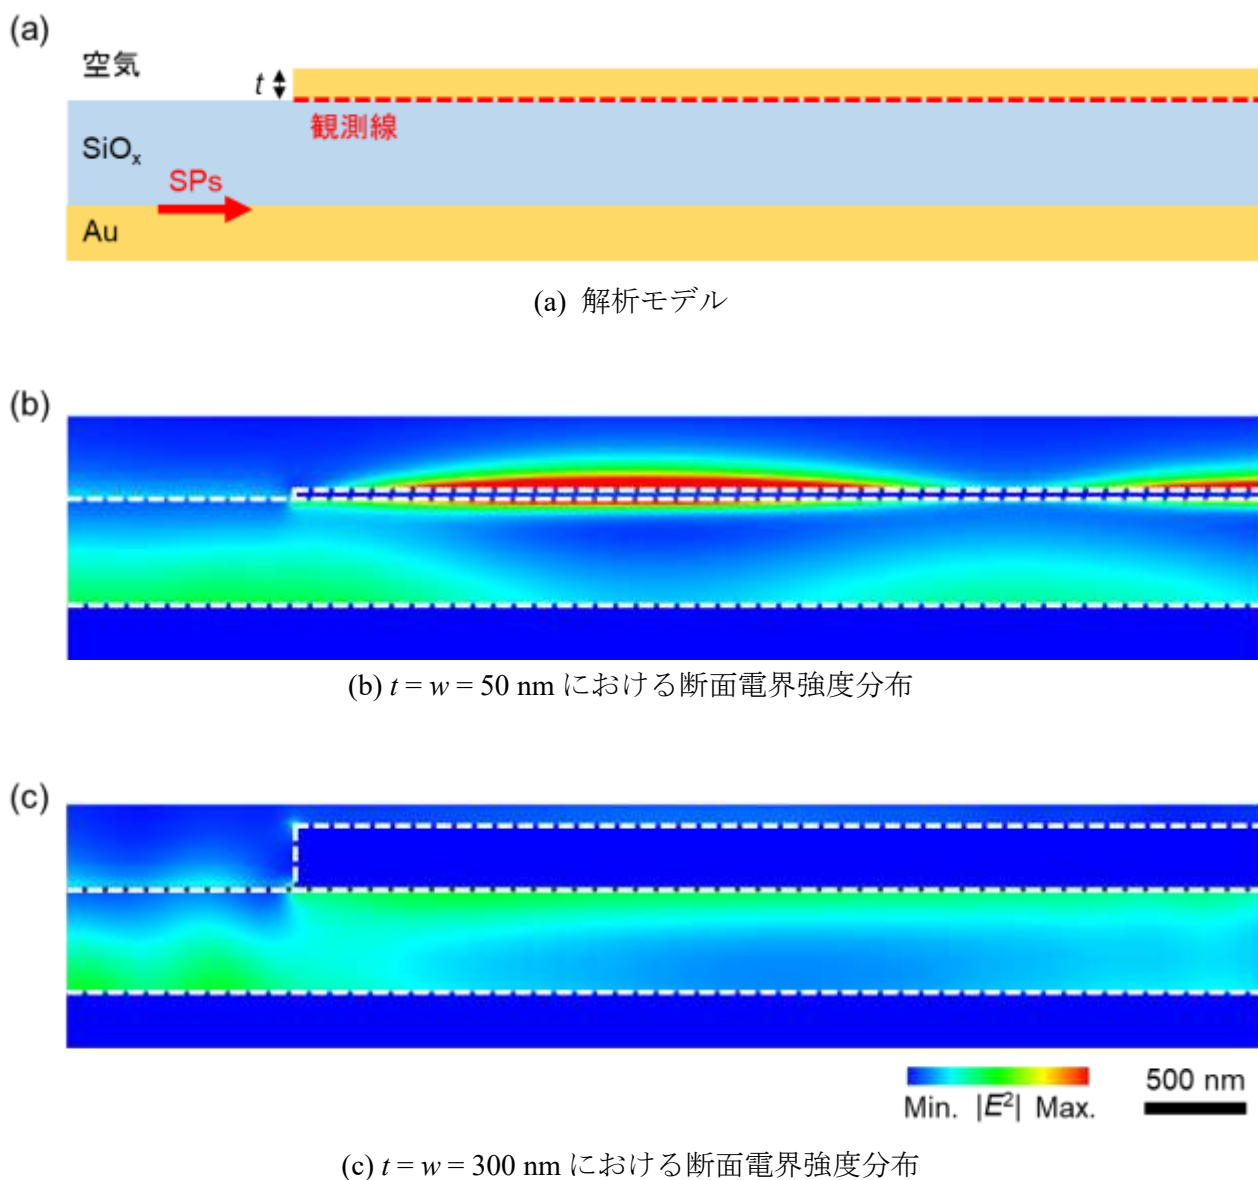 (a)
空気
t
観測線
SiOx
SPs
Au
(a) 解析モデル
(b)
(b) t = w = 50 nm における断面電界強度分布
(c)
500 nm
Min. |E²| Max.
(c) t = w = 300 nm における断面電界強度分布